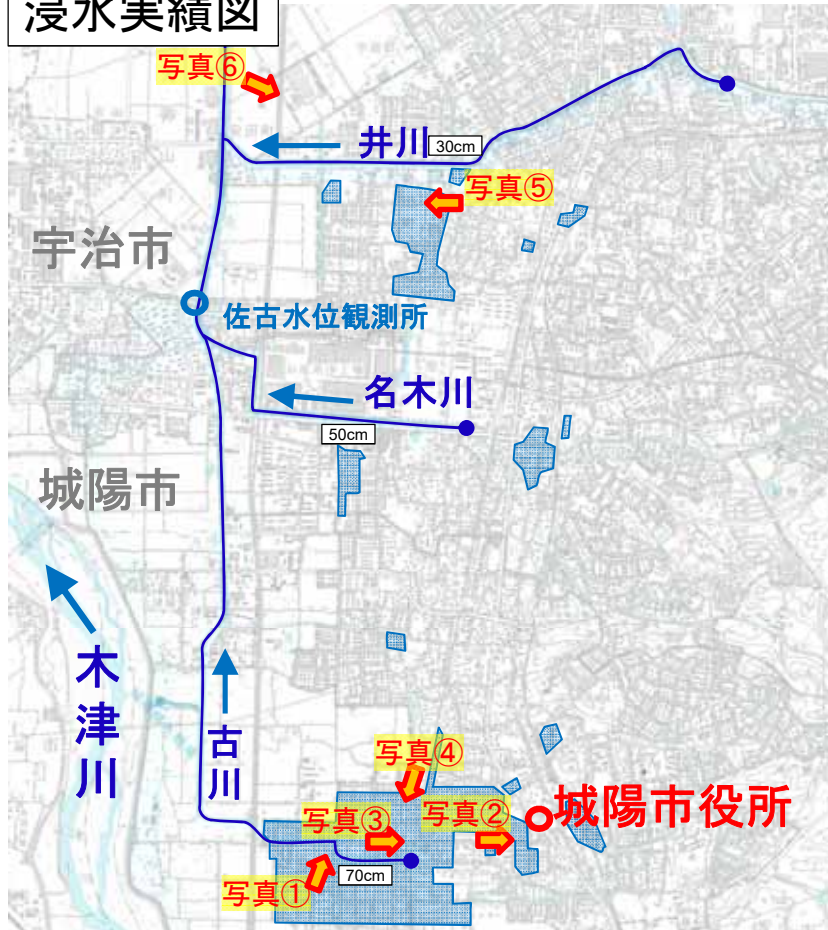 浸水実績図
写真⑥
井川
30cm
写真⑤
宇治市
佐古水位観測所
名木川
50cm
城陽市
木津川
古川
写真④
城陽市役所
写真③
写真②
70cm
写真①